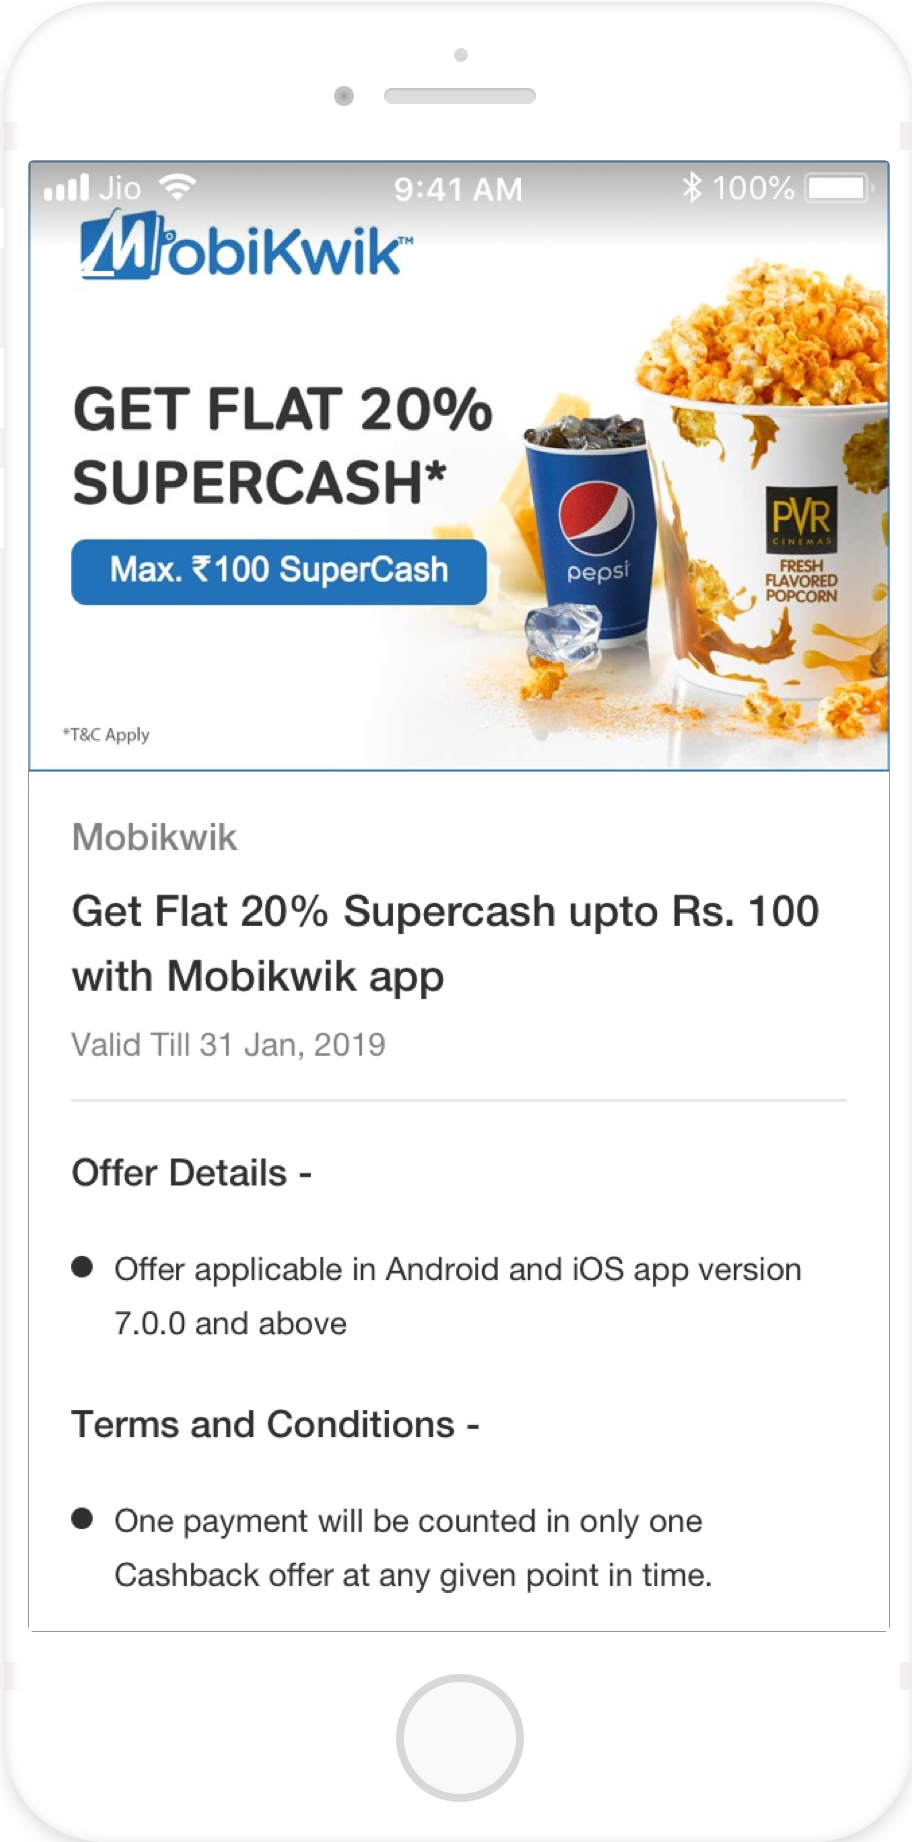 Jio 9:41 AM 100%
MobiKwik™
GET FLAT 20%
SUPERCASH*
Max. ₹100 SuperCash
pepsi
PVR
CINEMAS
FRESH
FLAVORED
POPCORN
*T&C Apply
Mobikwik
Get Flat 20% Supercash upto Rs. 100
with Mobikwik app
Valid Till 31 Jan, 2019
Offer Details -
Offer applicable in Android and iOS app version
7.0.0 and above
Terms and Conditions -
One payment will be counted in only one
Cashback offer at any given point in time.